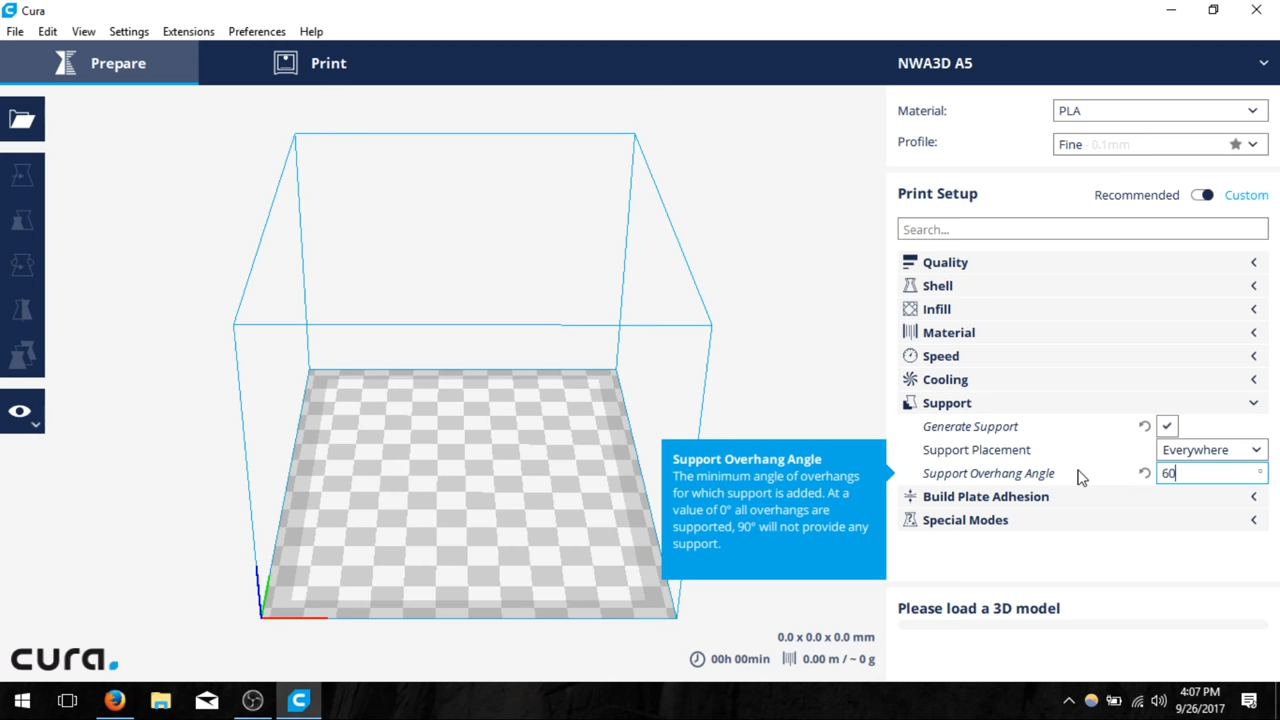 Cura
File Edit View Settings Extensions Preferences Help
Prepare Print NWA3D A5
Material: PLA
Profile: Fine - 0.1mm
Print Setup Recommended Custom
Search...
Quality
Shell
Infill
Material
Speed
Cooling
Support
Generate Support
Support Placement Everywhere
Support Overhang Angle 60 °
Build Plate Adhesion
Special Modes
Support Overhang Angle
The minimum angle of overhangs
for which support is added. At a
value of 0° all overhangs are
supported, 90° will not provide any
support.
Please load a 3D model
0.0 x 0.0 x 0.0 mm
00h 00min 0.00 m / ~ 0 g
cura.
4:07 PM
9/26/2017